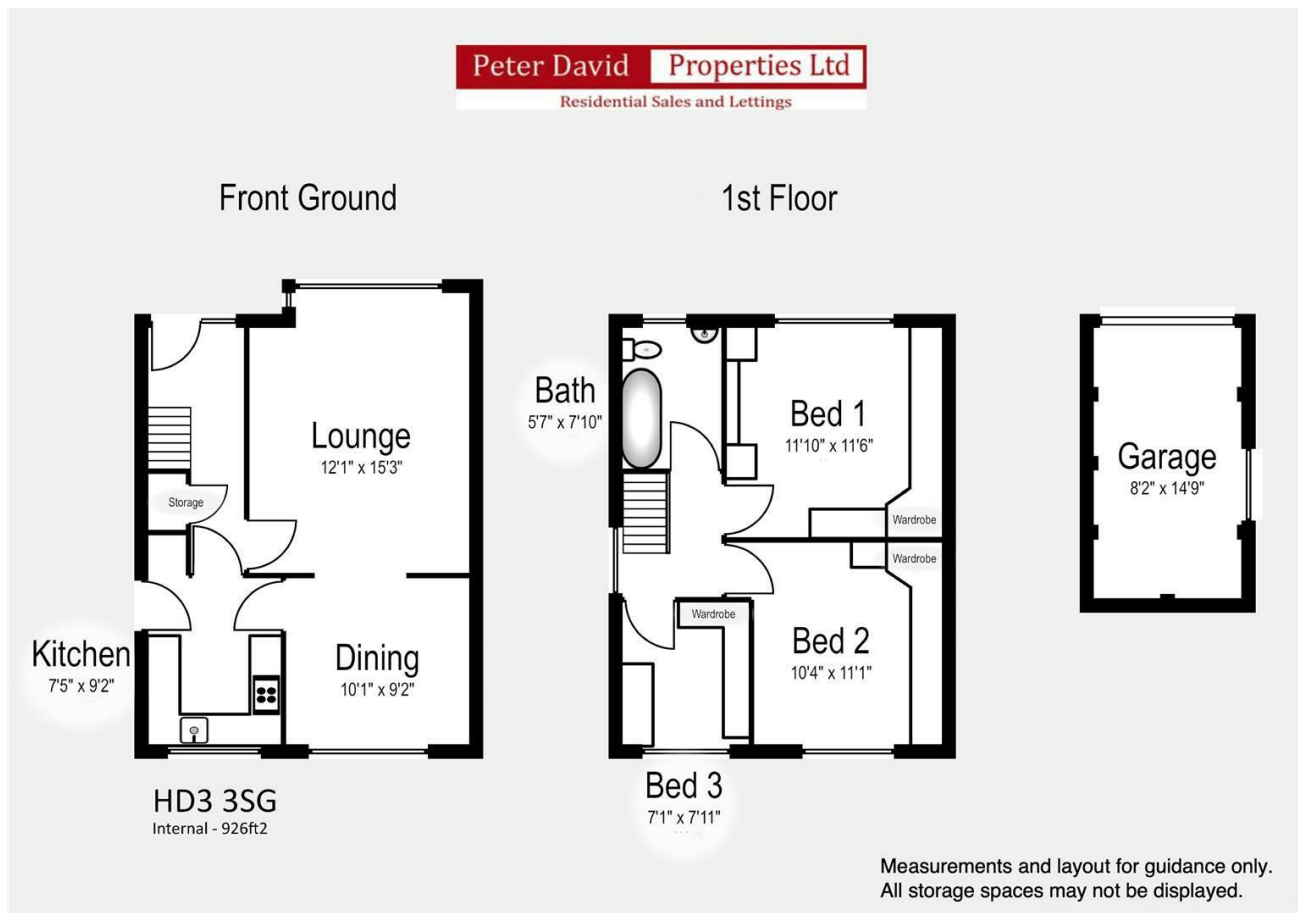 Peter David Properties Ltd
Residential Sales and Lettings
Front Ground
1st Floor
Lounge
12'1" x 15'3"
Storage
Kitchen
7'5" x 9'2"
Dining
10'1" x 9'2"
HD3 3SG
Internal - 926ft2
Bath
5'7" x 7'10"
Bed 1
11'10" x 11'6"
Wardrobe
Wardrobe
Wardrobe
Bed 2
10'4" x 11'1"
Bed 3
7'1" x 7'11"
Garage
8'2" x 14'9"
Measurements and layout for guidance only.
All storage spaces may not be displayed.